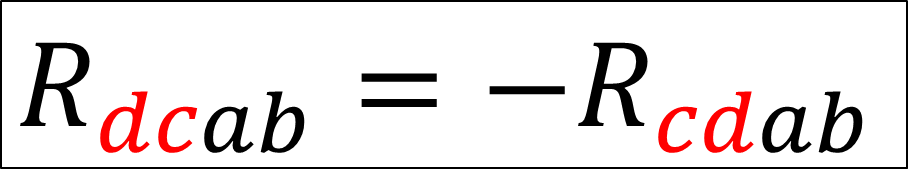 R_{dcab} = −R_{cdab}